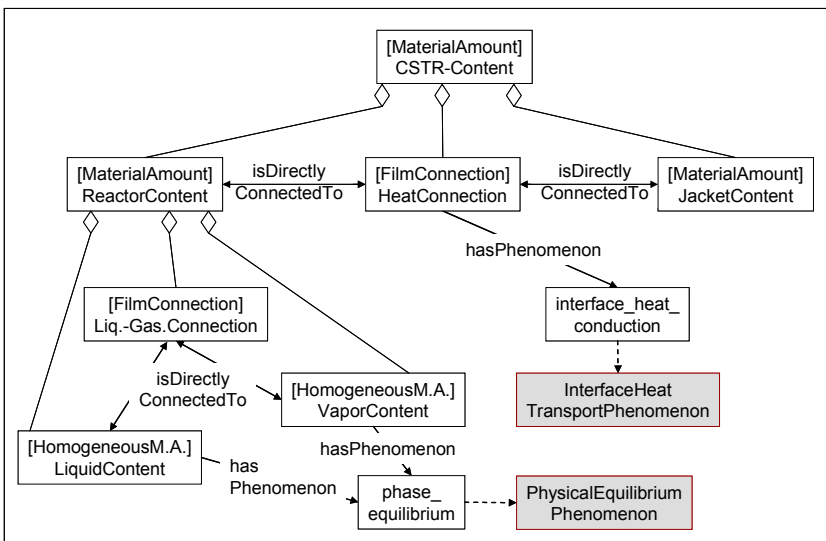 [MaterialAmount]
CSTR-Content
[MaterialAmount]
ReactorContent
isDirectly
ConnectedTo
[FilmConnection]
HeatConnection
isDirectly
ConnectedTo
[MaterialAmount]
JacketContent
hasPhenomenon
[FilmConnection]
Liq.-Gas.Connection
interface_heat_
conduction
isDirectly
ConnectedTo
[HomogeneousM.A.]
VaporContent
InterfaceHeat
TransportPhenomenon
[HomogeneousM.A.]
LiquidContent
has
Phenomenon
hasPhenomenon
phase_
equilibrium
PhysicalEquilibrium
Phenomenon